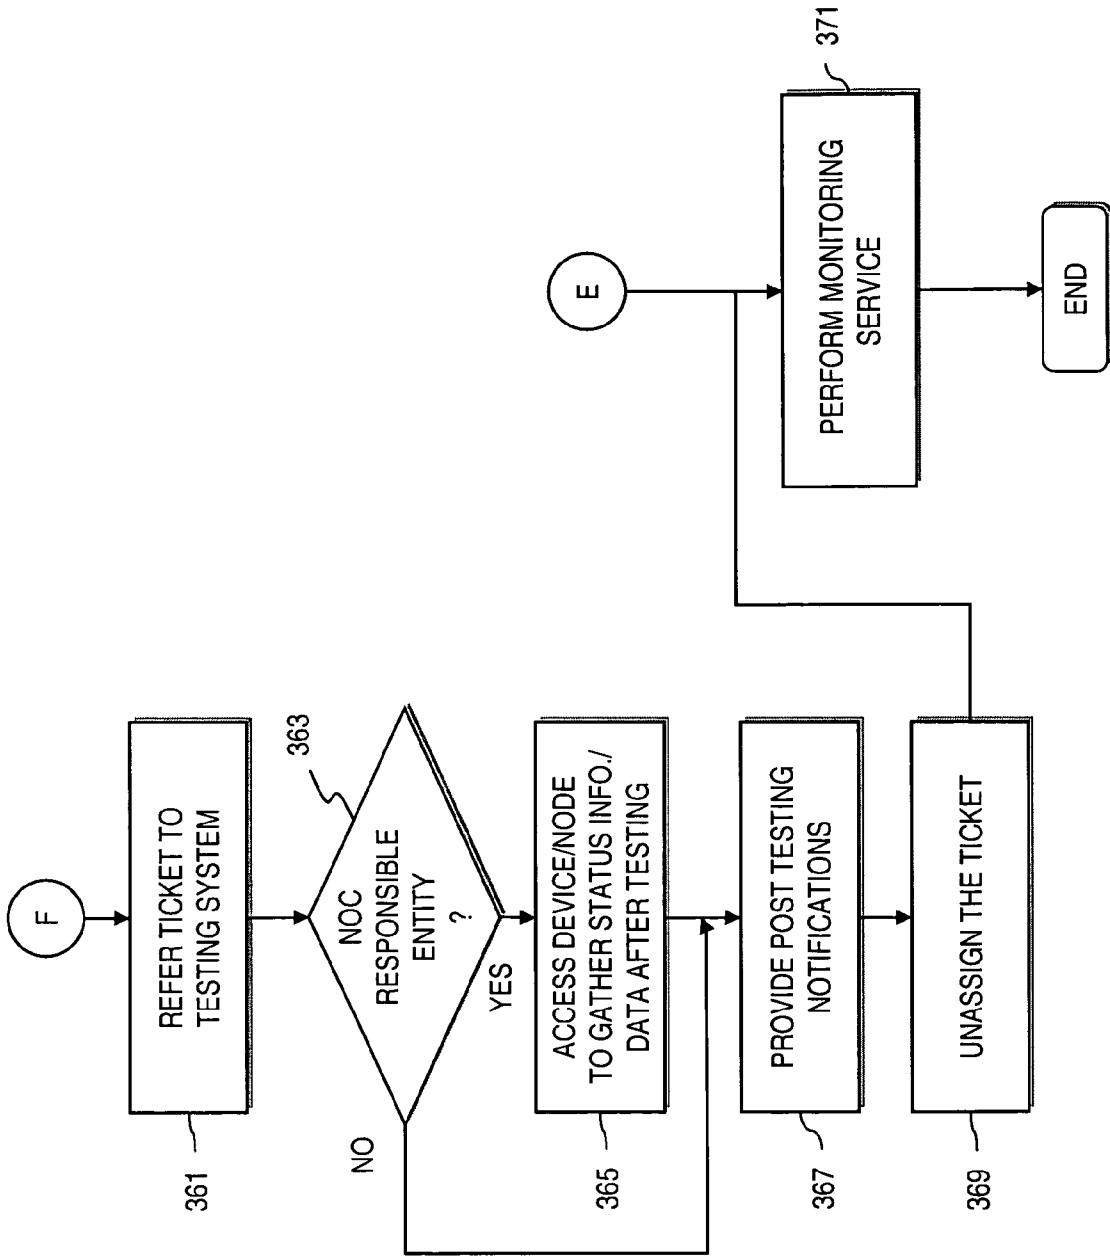 F
REFER TICKET TO
TESTING SYSTEM
361
363
NOC
RESPONSIBLE
ENTITY
?
NO
YES
ACCESS DEVICE/NODE
TO GATHER STATUS INFO./
DATA AFTER TESTING
365
PROVIDE POST TESTING
NOTIFICATIONS
367
UNASSIGN THE TICKET
369
E
PERFORM MONITORING
SERVICE
371
END